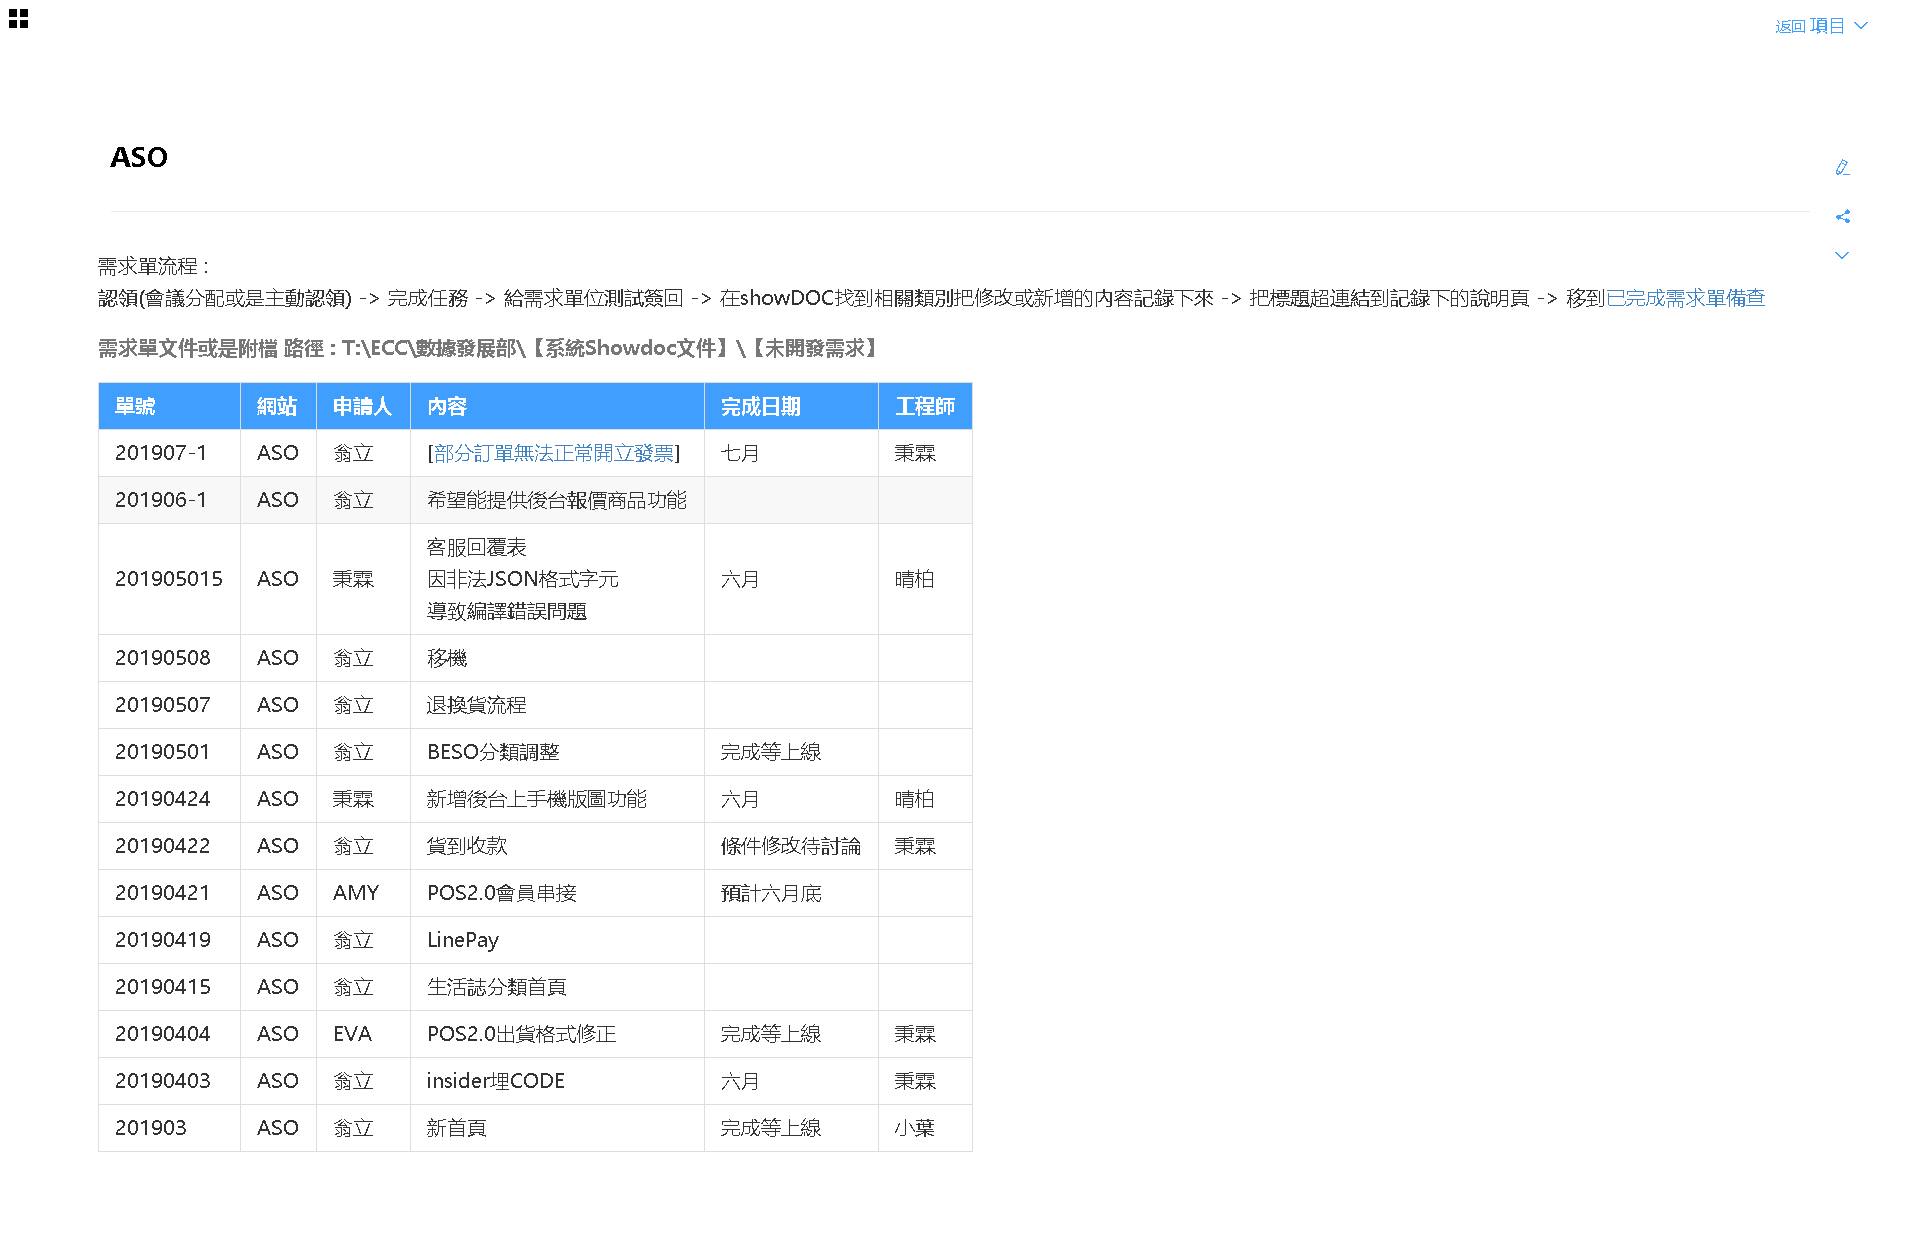 返回 項目
ASO
需求單流程 :
認領(會議分配或是主動認領) -> 完成任務 -> 給需求單位測試簽回 -> 在showDOC找到相關類別把修改或新增的內容記錄下來 -> 把標題超連結到記錄下的說明頁 -> 移到已完成需求單備查
需求單文件或是附檔 路徑 : T:\ECC\數據發展部\【系統Showdoc文件】\【未開發需求】
單號 網站 申請人 內容 完成日期 工程師
201907-1 ASO 翁立 [部分訂單無法正常開立發票] 七月 秉霖
201906-1 ASO 翁立 希望能提供後台報價商品功能
客服回覆表
201905015 ASO 秉霖 因非法JSON格式字元 六月 晴柏
導致編譯錯誤問題
20190508 ASO 翁立 移機
20190507 ASO 翁立 退換貨流程
20190501 ASO 翁立 BESO分類調整 完成等上線
20190424 ASO 秉霖 新增後台上手機版圖功能 六月 晴柏
20190422 ASO 翁立 貨到收款 條件修改待討論 秉霖
20190421 ASO AMY POS2.0會員串接 預計六月底
20190419 ASO 翁立 LinePay
20190415 ASO 翁立 生活誌分類首頁
20190404 ASO EVA POS2.0出貨格式修正 完成等上線 秉霖
20190403 ASO 翁立 insider埋CODE 六月 秉霖
201903 ASO 翁立 新首頁 完成等上線 小葉